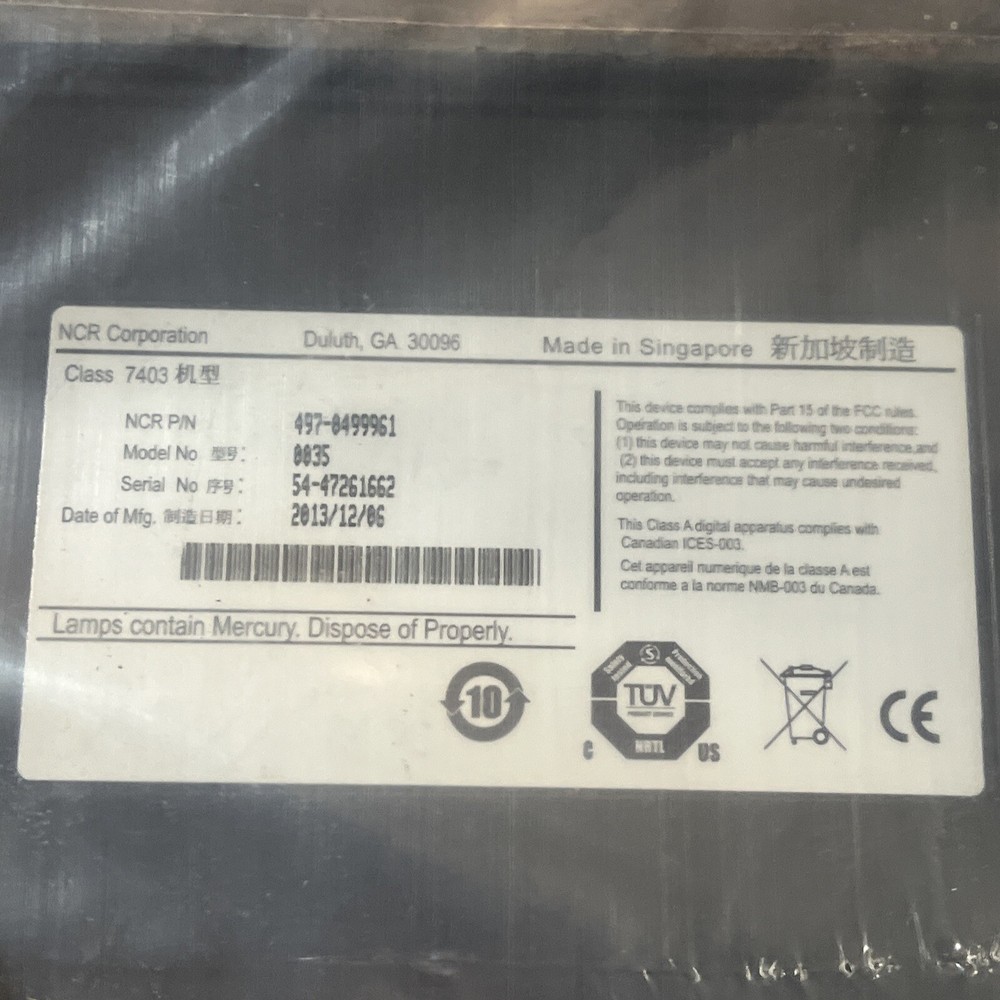 NCR Corporation Duluth, GA 30096 Made in Singapore 新加坡制造
Class 7403 机型
NCR P/N 497-0499961
Model No 型号: 0035
Serial No 序号: 54-47261662
Date of Mfg. 制造日期: 2013/12/06
Lamps contain Mercury. Dispose of Properly.
This device complies with Part 15 of the FCC rules.
Operation is subject to the following two conditions:
(1) this device may not cause harmful interference,and
(2) this device must accept any interference received,
including interference that may cause undesired
operation.
This Class A digital apparatus complies with
Canadian ICES-003.
Cet appareil numerique de la classe A est
conforme a la norme NMB-003 du Canada.
10
S
TÜV
PRODUCT SERVICE
NRTL
C US
CE